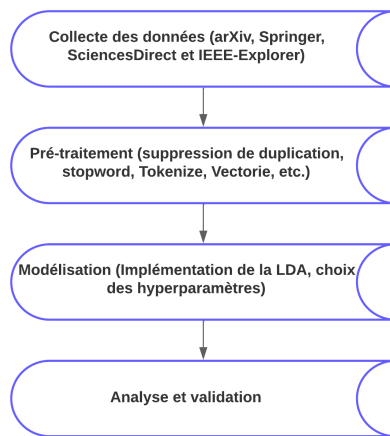 Collecte des données (arXiv, Springer,
SciencesDirect et IEEE-Explorer)
Pré-traitement (suppression de duplication,
stopword, Tokenize, Vectorie, etc.)
Modélisation (Implémentation de la LDA, choix
des hyperparamètres)
Analyse et validation